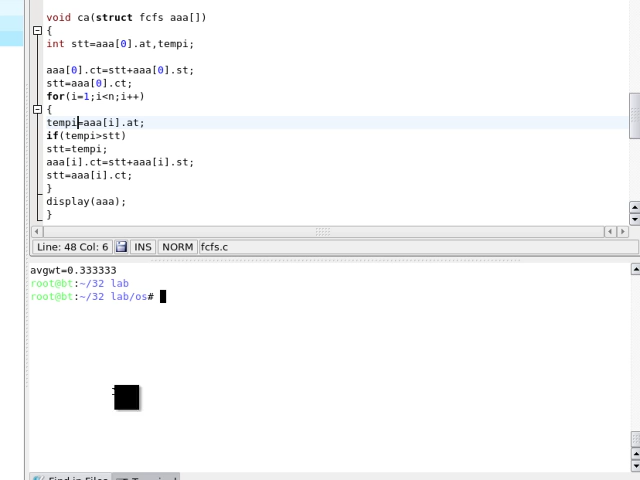 void ca(struct fcfs aaa[])
{
int stt=aaa[0].at,tempi;
aaa[0].ct=stt+aaa[0].st;
stt=aaa[0].ct;
for(i=1;i<n;i++)
{
tempi=aaa[i].at;
if(tempi>stt)
stt=tempi;
aaa[i].ct=stt+aaa[i].st;
stt=aaa[i].ct;
}
display(aaa);
}
Line: 48 Col: 6 INS NORM fcfs.c
avgwt=0.333333
root@bt:~/32 lab
root@bt:~/32 lab/os#
Find in Files Terminal